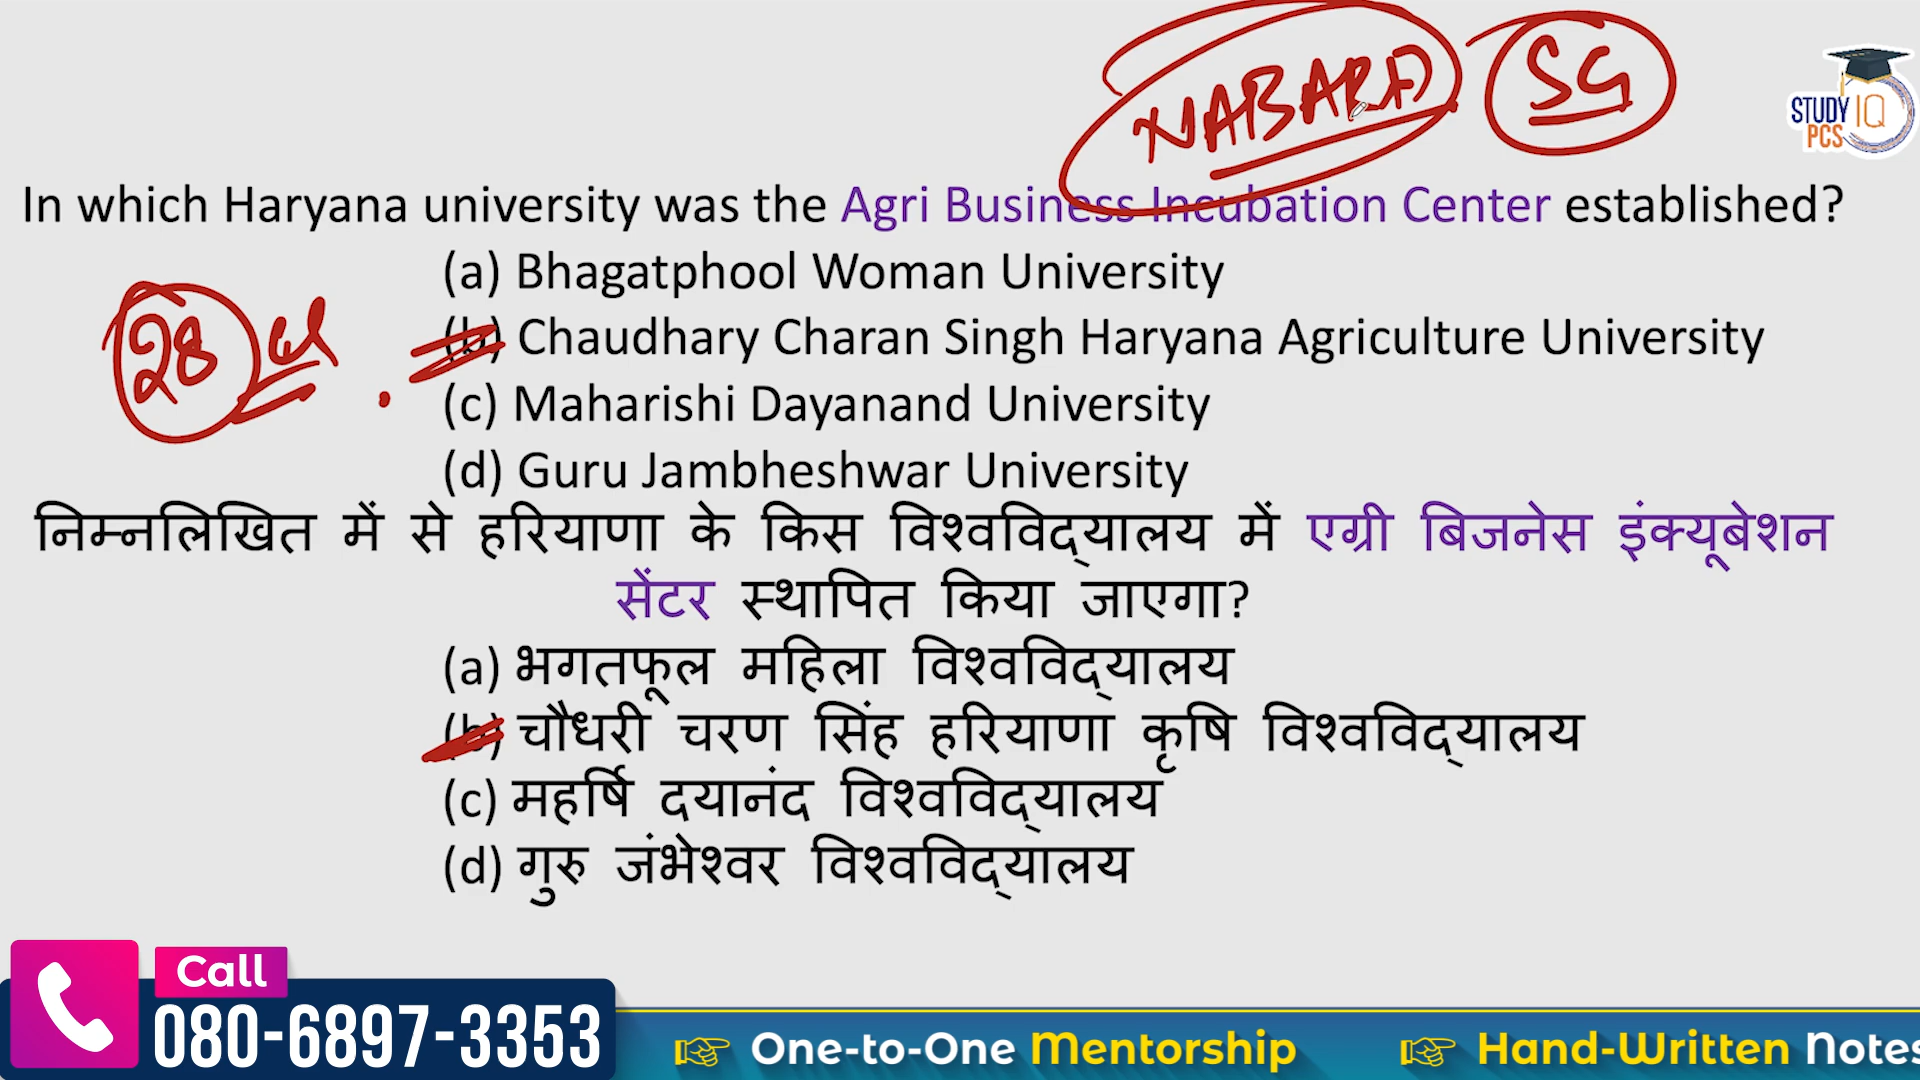 NABARD SG
STUDY IQ
PCS
In which Haryana university was the Agri Business Incubation Center established?
(a) Bhagatphool Woman University
(b) Chaudhary Charan Singh Haryana Agriculture University
(c) Maharishi Dayanand University
(d) Guru Jambheshwar University
28
निम्नलिखित में से हरियाणा के किस विश्वविद्यालय में एग्री बिजनेस इंक्यूबेशन
सेंटर स्थापित किया जाएगा?
(a) भगतफूल महिला विश्वविद्यालय
(b) चौधरी चरण सिंह हरियाणा कृषि विश्वविद्यालय
(c) महर्षि दयानंद विश्वविद्यालय
(d) गुरु जंभेश्वर विश्वविद्यालय
Call
080-6897-3353
One-to-One Mentorship Hand-Written Notes